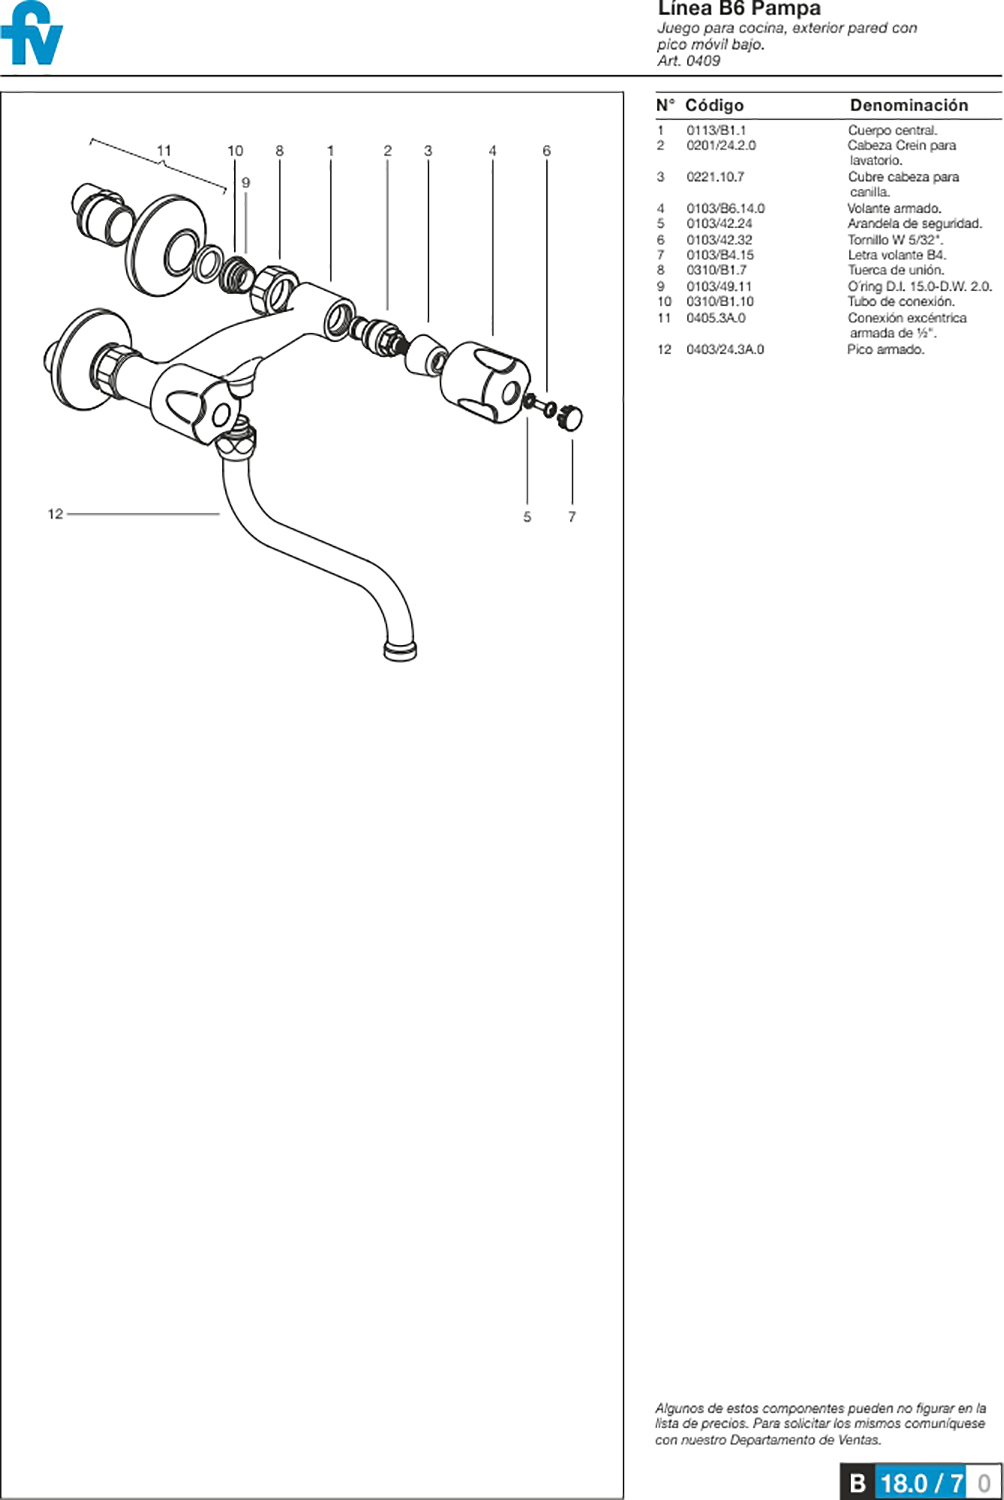 fv
Línea B6 Pampa
Juego para cocina, exterior pared con
pico móvil bajo.
Art. 0409
N° Código Denominación
1 0113/B1.1 Cuerpo central.
2 0201/24.2.0 Cabeza Crein para
lavatorio.
3 0221.10.7 Cubre cabeza para
canilla.
4 0103/B6.14.0 Volante armado.
5 0103/42.24 Arandela de seguridad.
6 0103/42.32 Tornillo W 5/32".
7 0103/B4.15 Letra volante B4.
8 0310/B1.7 Tuerca de unión.
9 0103/49.11 O´ring D.I. 15.0-D.W. 2.0.
10 0310/B1.10 Tubo de conexión.
11 0405.3A.0 Conexión excéntrica
armada de ½".
12 0403/24.3A.0 Pico armado.
11 10 8 1 2 3 4 6
9
12
5 7
Algunos de estos componentes pueden no figurar en la
lista de precios. Para solicitar los mismos comuníquese
con nuestro Departamento de Ventas.
B 18.0 / 7 0